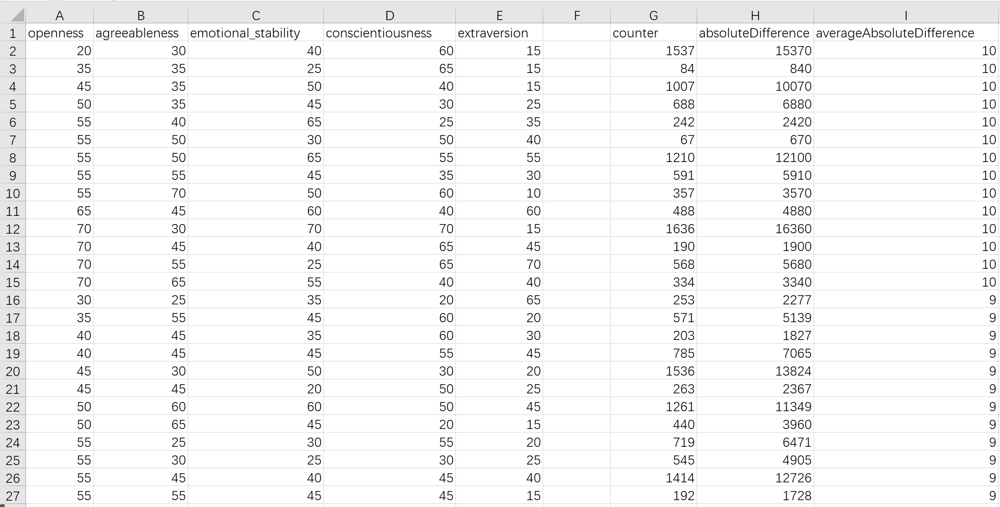 A B C D E F G H I
1 openness agreeableness emotional_stability conscientiousness extraversion counter absoluteDifference averageAbsoluteDifference
2 20 30 40 60 15 1537 15370 10
3 35 35 25 65 15 84 840 10
4 45 35 50 40 15 1007 10070 10
5 50 35 45 30 25 688 6880 10
6 55 40 65 25 35 242 2420 10
7 55 50 30 50 40 67 670 10
8 55 50 65 55 55 1210 12100 10
9 55 55 45 35 30 591 5910 10
10 55 70 50 60 10 357 3570 10
11 65 45 60 40 60 488 4880 10
12 70 30 70 70 15 1636 16360 10
13 70 45 40 65 45 190 1900 10
14 70 55 25 65 70 568 5680 10
15 70 65 55 40 40 334 3340 10
16 30 25 35 20 65 253 2277 9
17 35 55 45 60 20 571 5139 9
18 40 45 35 60 30 203 1827 9
19 40 45 45 55 45 785 7065 9
20 45 30 50 30 20 1536 13824 9
21 45 45 20 50 25 263 2367 9
22 50 60 60 50 45 1261 11349 9
23 50 65 45 20 15 440 3960 9
24 55 25 30 55 20 719 6471 9
25 55 30 25 30 25 545 4905 9
26 55 45 40 45 40 1414 12726 9
27 55 55 45 45 15 192 1728 9